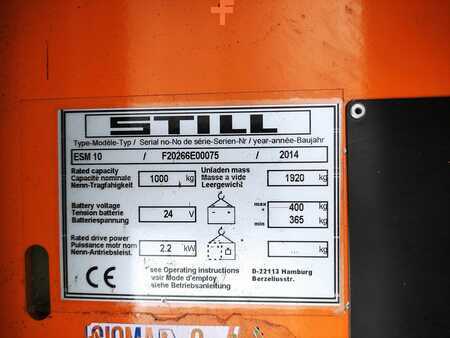 STILL
Type-Modèle-Typ / Serial no-No de série-Serien-Nr / year-année-Baujahr
ESM 10 / F20266E00075 / 2014
Rated capacity
Capacité nominale 1000 kg
Nenn-Tragfähigkeit
Unladen mass
Masse a vide 1920 kg
Leergewicht
Battery voltage
Tension batterie 24 V
Batteriespannung
max 400 kg
min 365
Rated drive power
Puissance motr nom 2.2 kW
Nenn-Antriebsleist.
... kg
CE
see Operating instructions
voir Mode d'employ
siehe Betriebsanleitung
D-22113 Hamburg
Berzeliusstr.